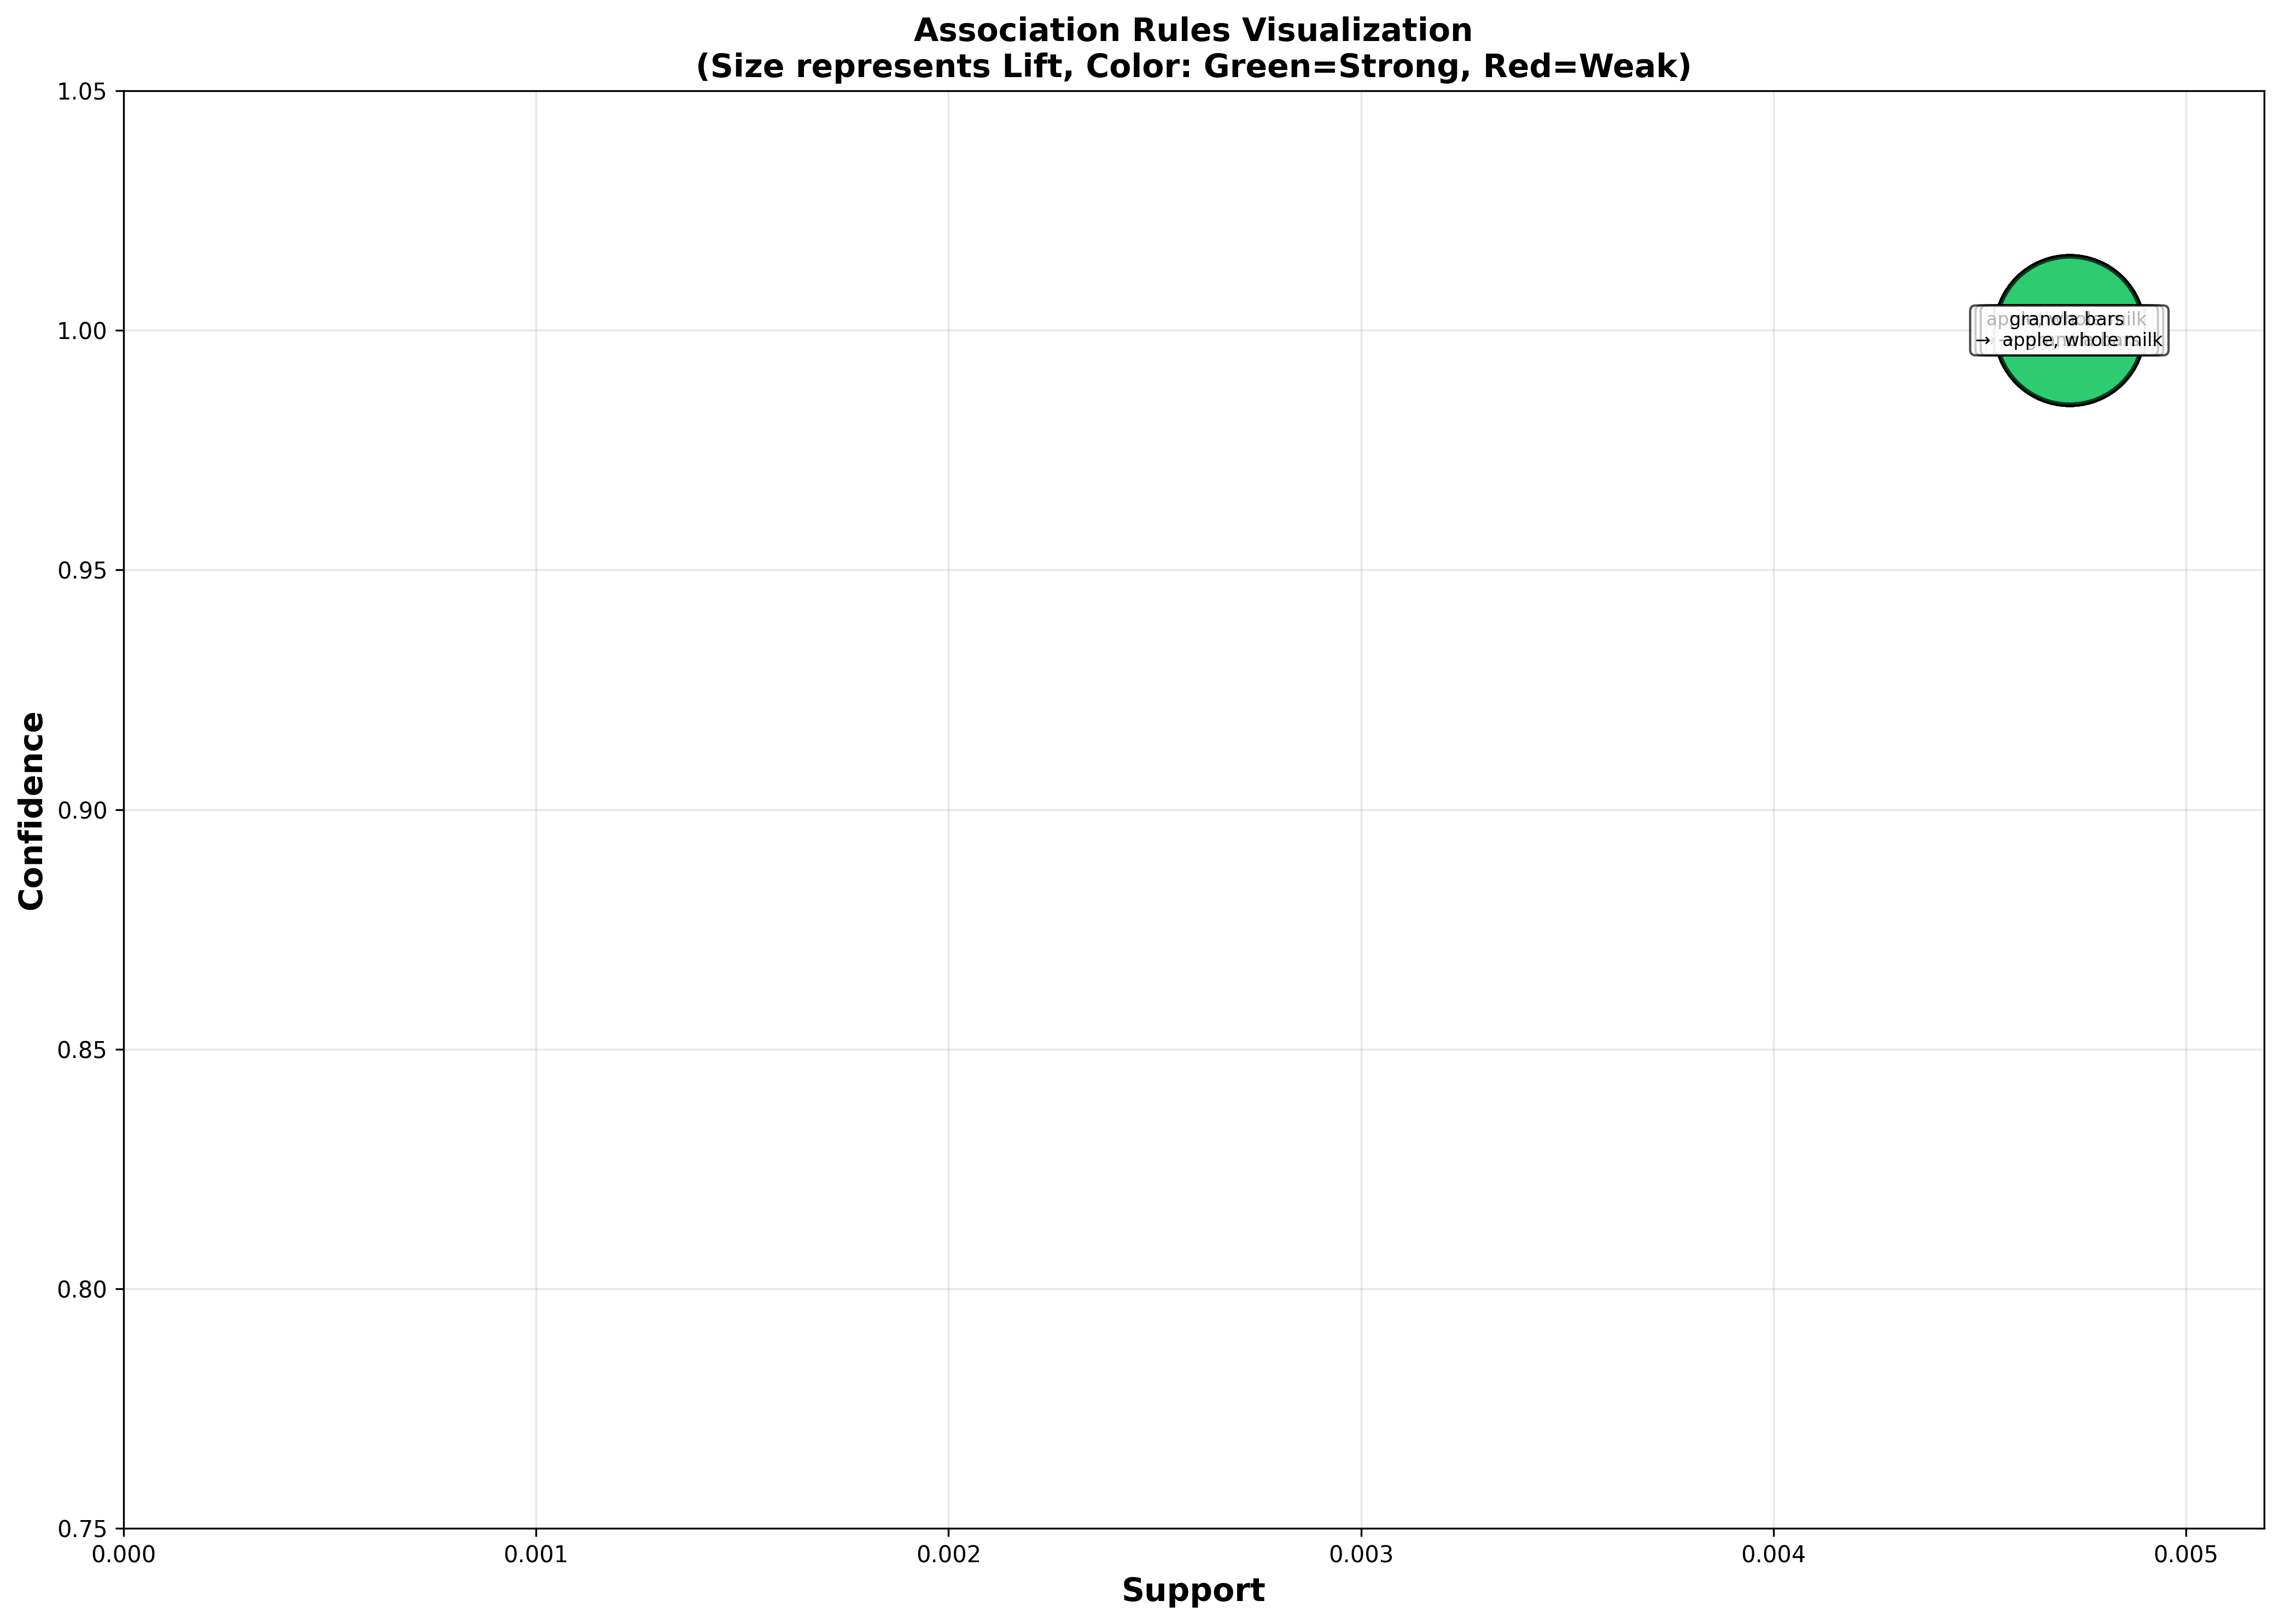 Association Rules Visualization
(Size represents Lift, Color: Green=Strong, Red=Weak)
1.05
1.00
0.95
0.90
0.85
0.80
0.75
Confidence
granola bars
→ apple, whole milk
0.000
0.001
0.002
0.003
0.004
0.005
Support